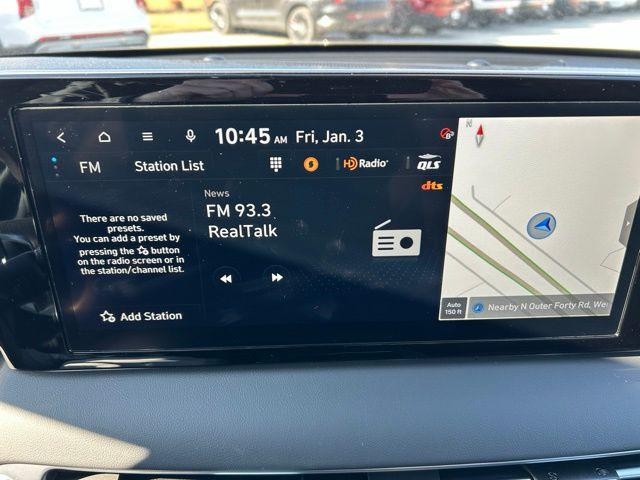 10:45 AM Fri, Jan. 3
FM Station List HD Radio QLS
dts
News
FM 93.3
RealTalk
There are no saved
presets.
You can add a preset by
pressing the button
on the radio screen or in
the station/channel list.
Add Station
N
Auto
150 ft
Nearby N Outer Forty Rd, We